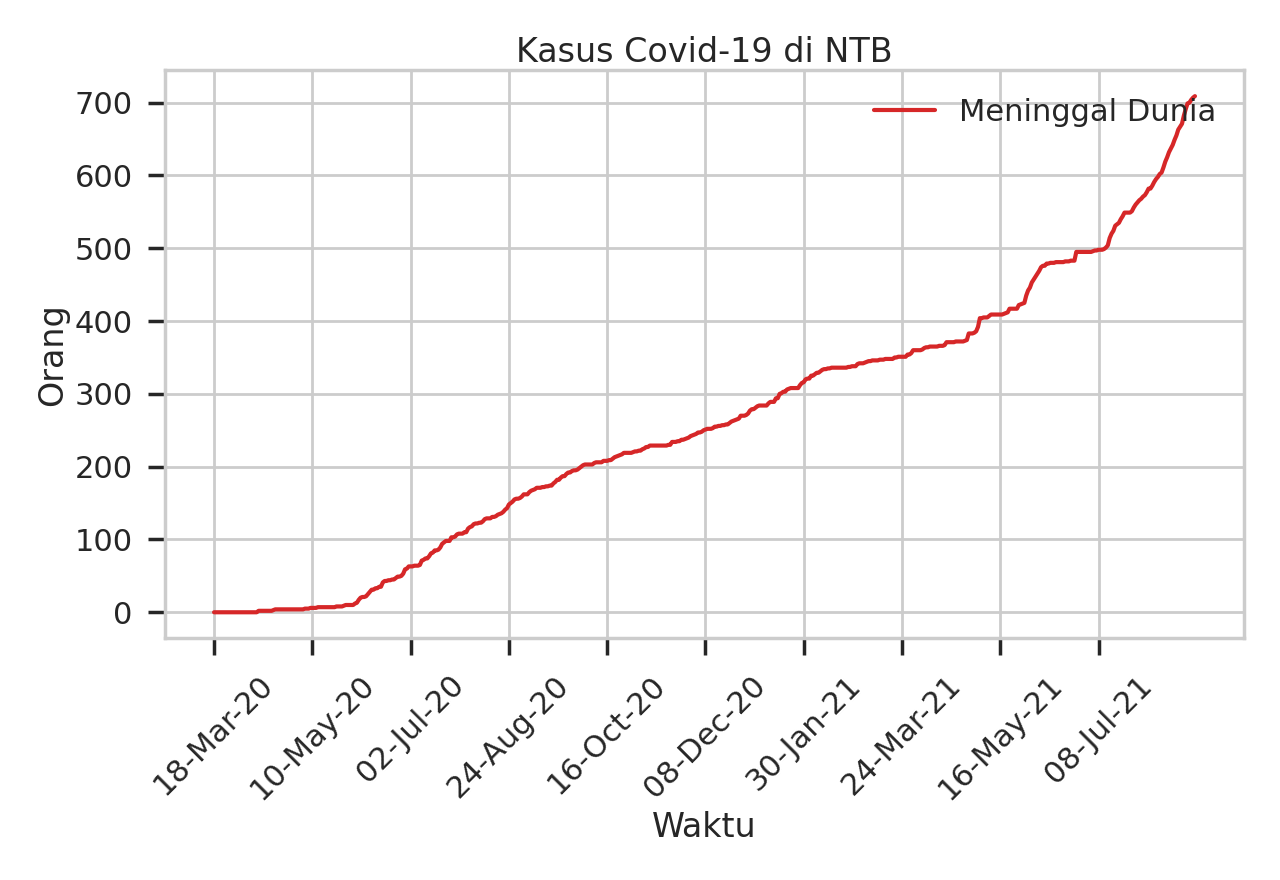 Kasus Covid-19 di NTB
Meninggal Dunia
700
600
500
400
300
200
100
0
Orang
18-Mar-20
10-May-20
02-Jul-20
24-Aug-20
16-Oct-20
08-Dec-20
30-Jan-21
24-Mar-21
16-May-21
08-Jul-21
Waktu